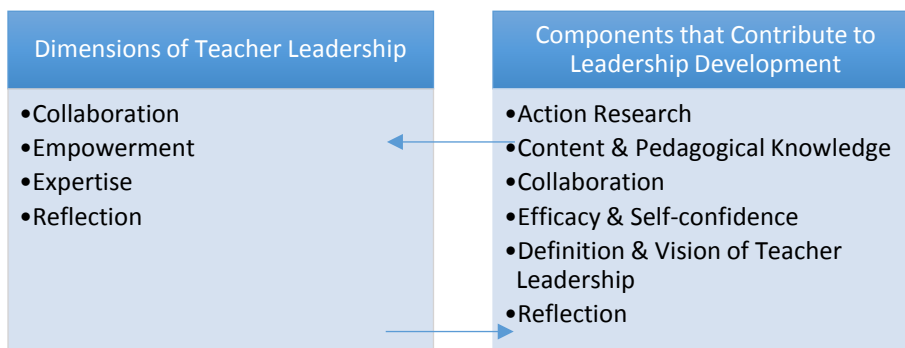 Dimensions of Teacher Leadership
•Collaboration
•Empowerment
•Expertise
•Reflection
Components that Contribute to
Leadership Development
•Action Research
•Content & Pedagogical Knowledge
•Collaboration
•Efficacy & Self-confidence
•Definition & Vision of Teacher
Leadership
•Reflection